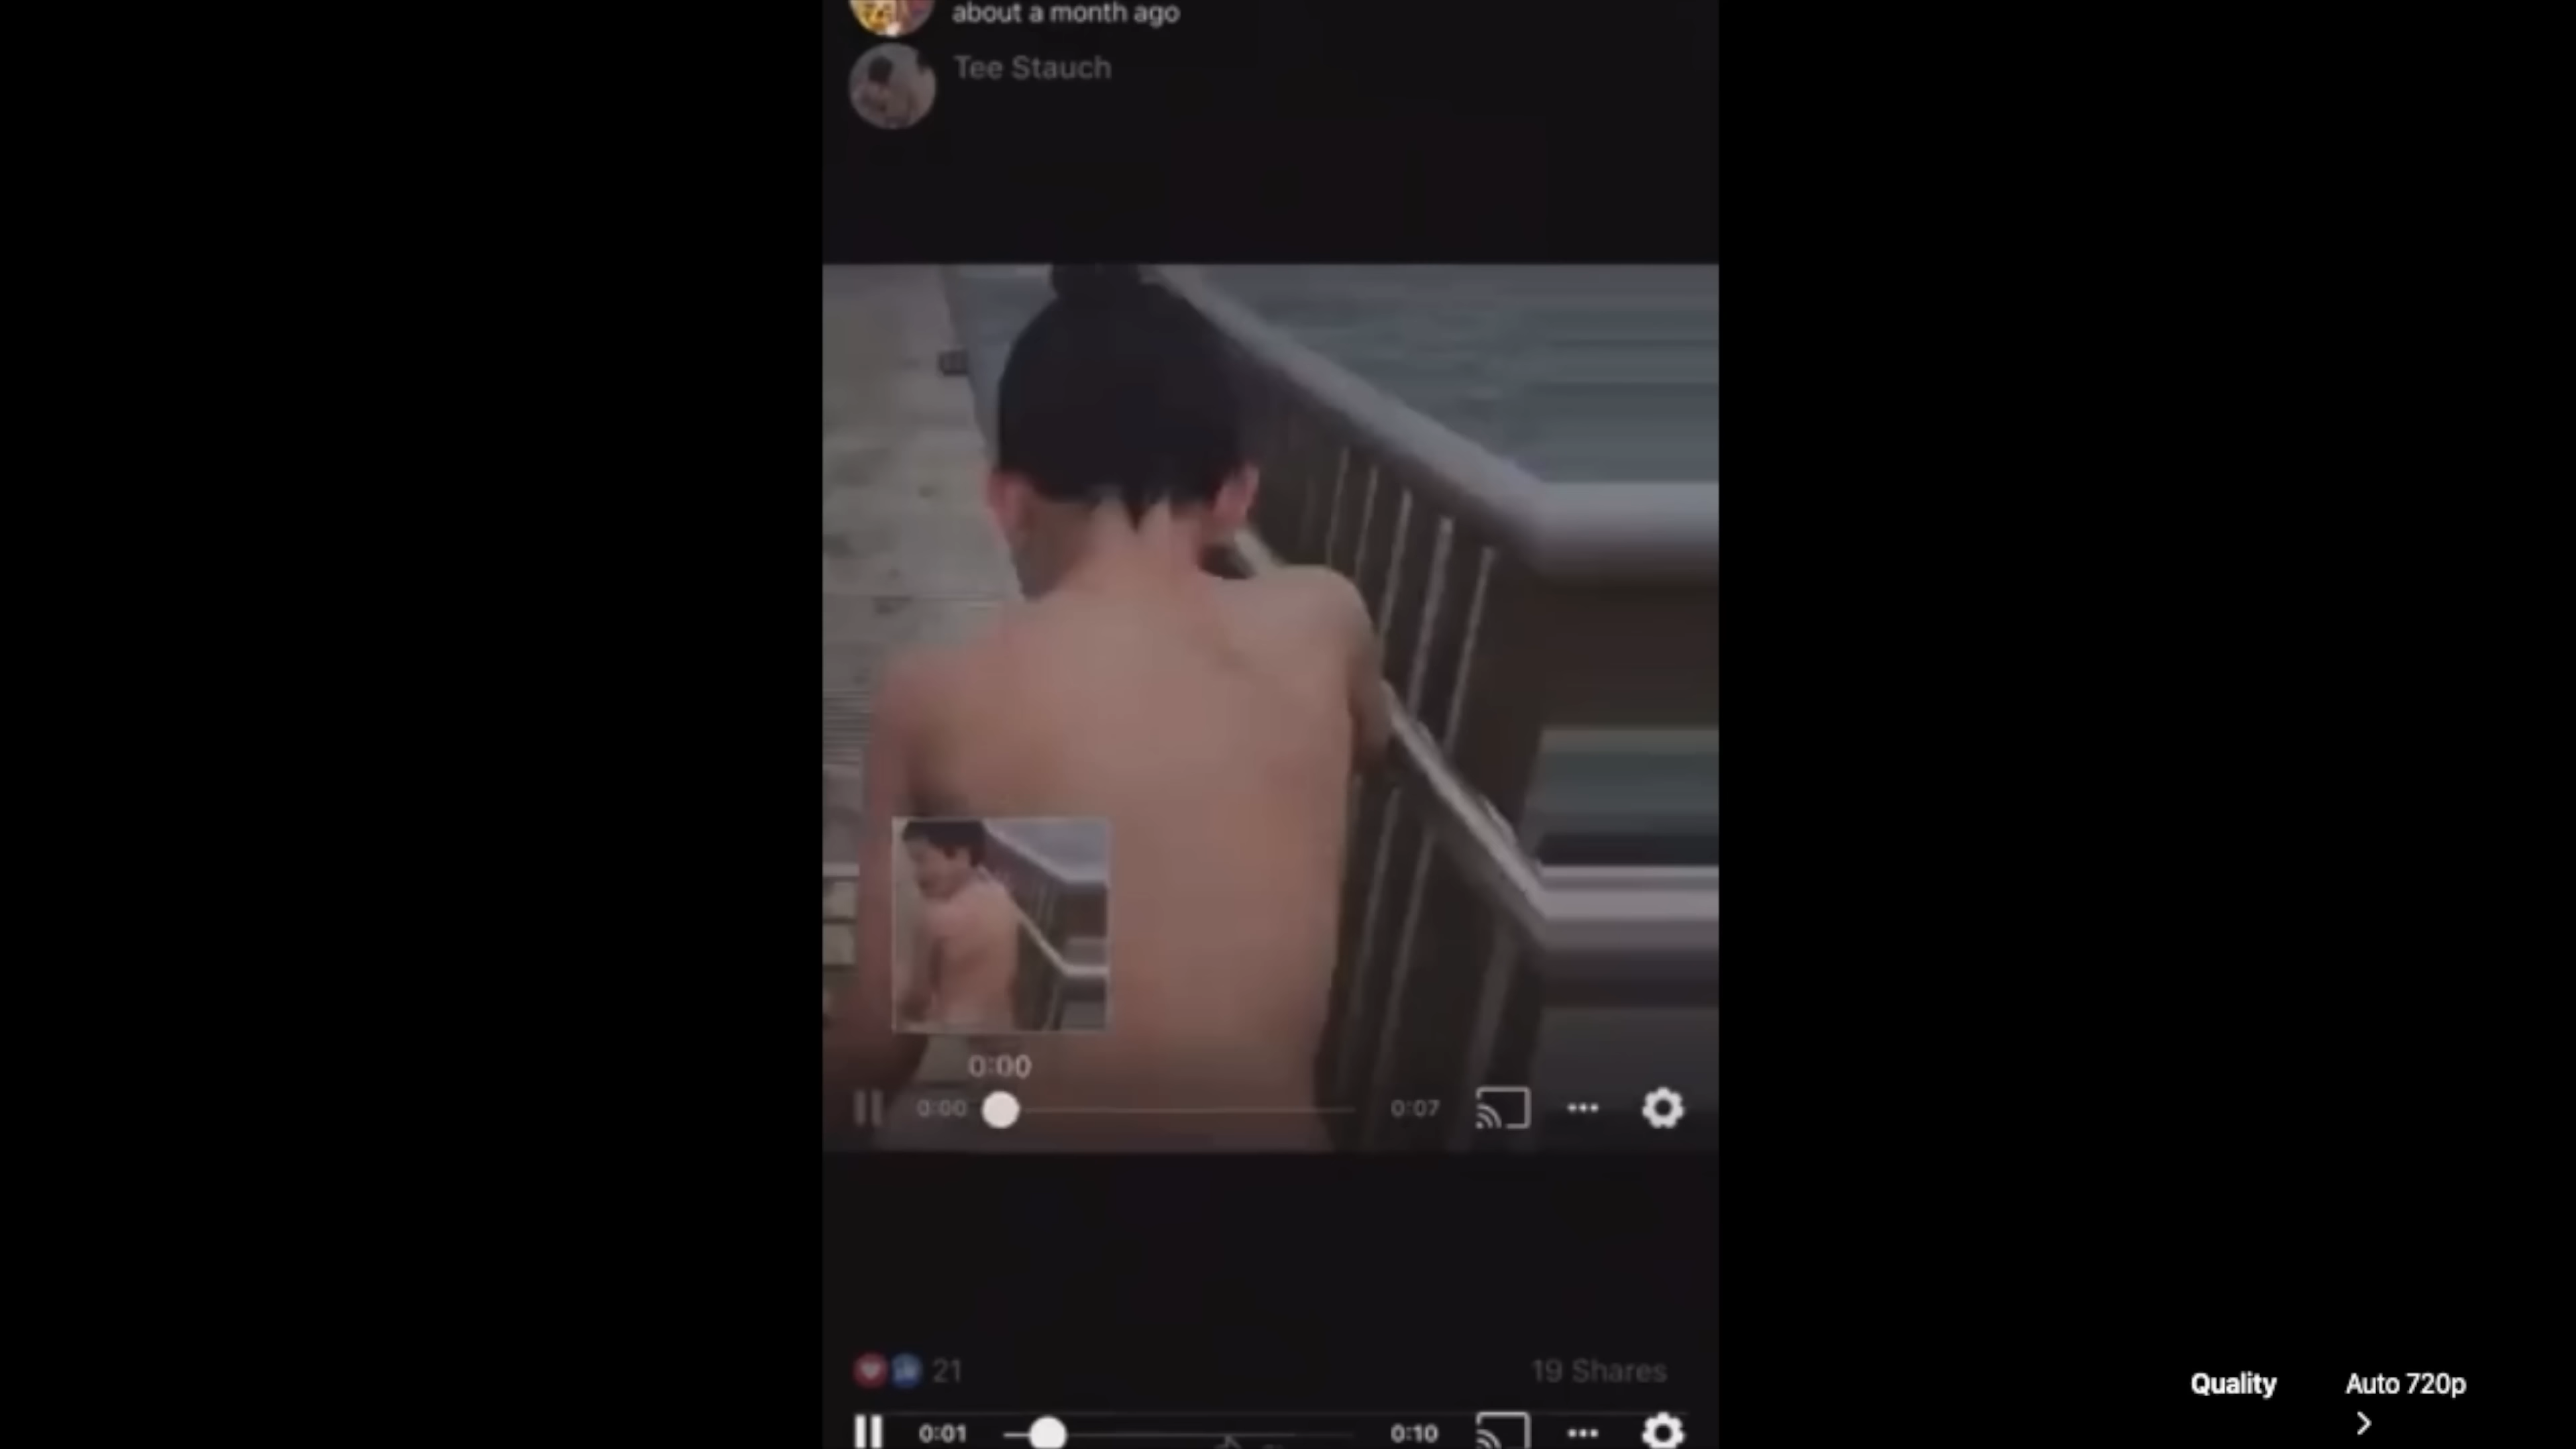 about a month ago
Tee Stauch
0:00
0:00
0:07
21
19 Shares
0:01
0:10
Quality
Auto 720p